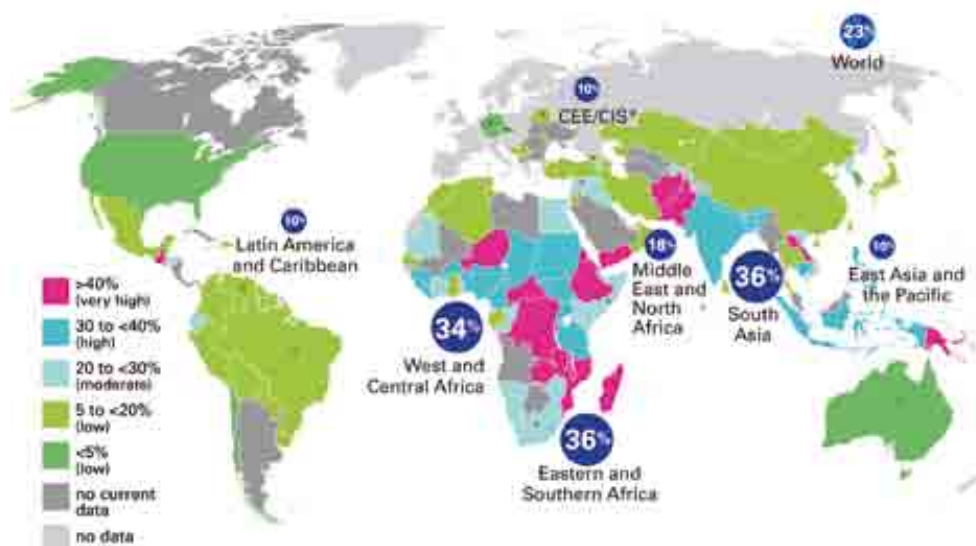 23%
World
10%
CEE/CIS*
10%
Latin America
and Caribbean
>40%
(very high)
30 to <40%
(high)
20 to <30%
(moderate)
5 to <20%
(low)
<5%
(low)
no current
data
no data
34%
West and
Central Africa
36%
Eastern and
Southern Africa
18%
Middle
East and
North
Africa
36%
South
Asia
10%
East Asia and
the Pacific